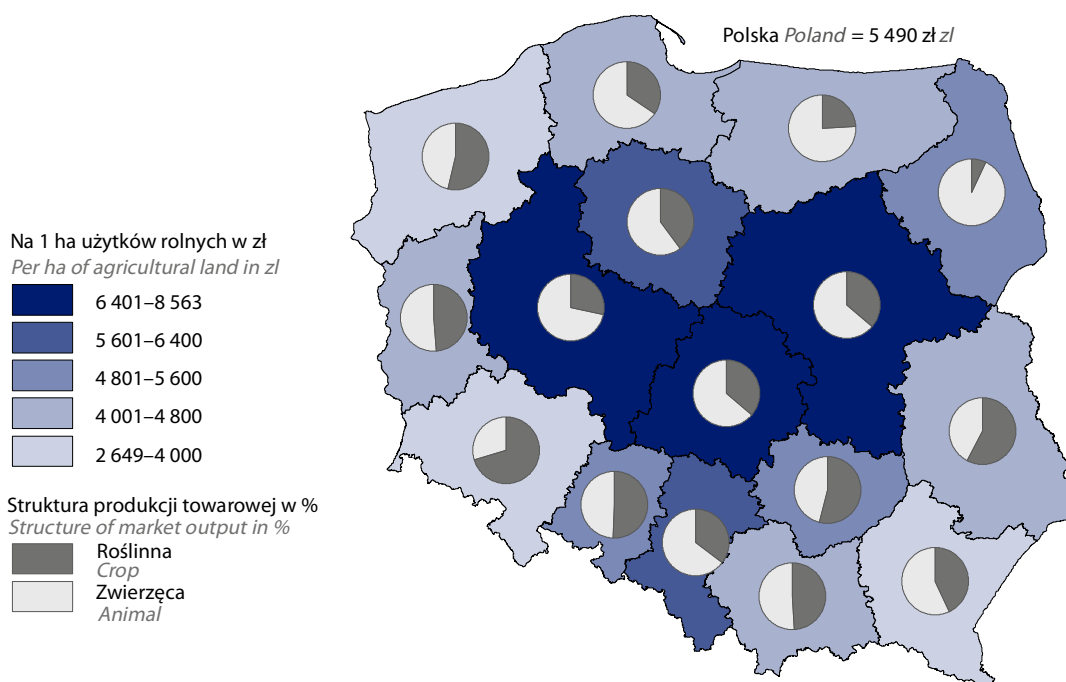 Polska Poland = 5 490 zł zl
Na 1 ha użytków rolnych w zł
Per ha of agricultural land in zl
6 401–8 563
5 601–6 400
4 801–5 600
4 001–4 800
2 649–4 000
Struktura produkcji towarowej w %
Structure of market output in %
Roślinna
Crop
Zwierzęca
Animal